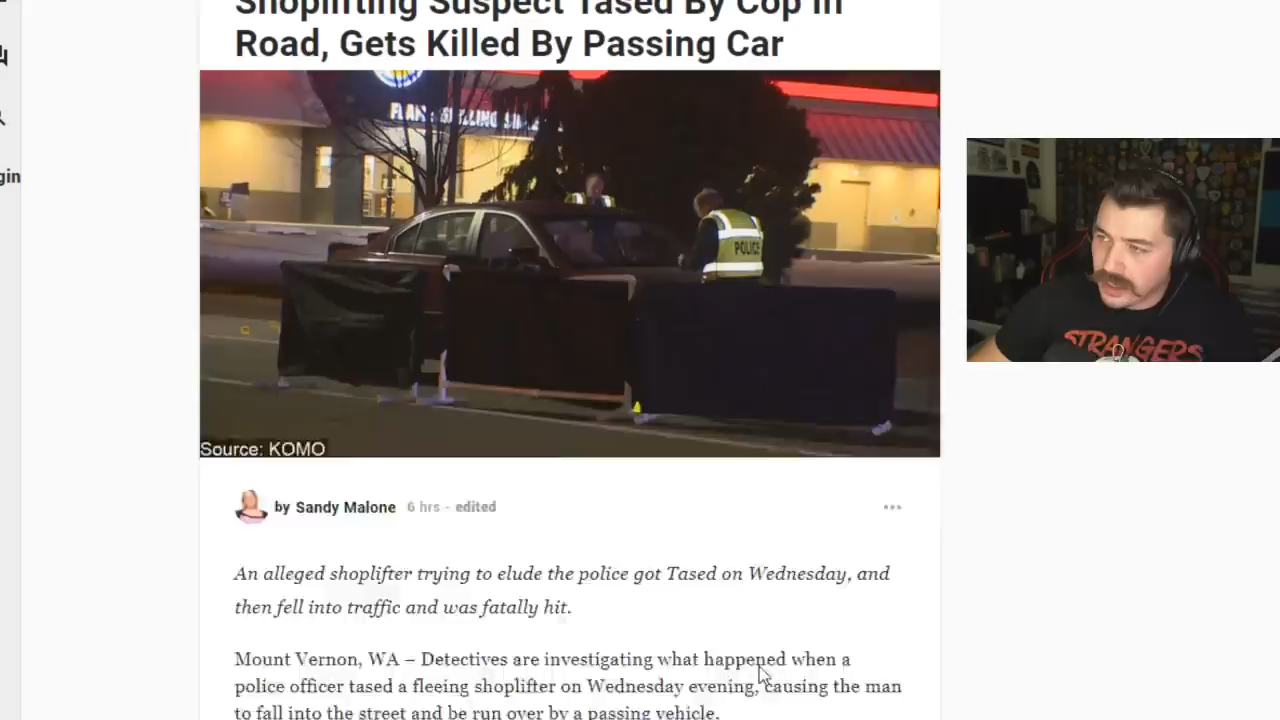 Shoplifting Suspect Tased By Cop In
Road, Gets Killed By Passing Car
gin
POLICE
STRANGERS
Source: KOMO
by Sandy Malone 6 hrs - edited
An alleged shoplifter trying to elude the police got Tased on Wednesday, and
then fell into traffic and was fatally hit.
Mount Vernon, WA – Detectives are investigating what happened when a
police officer tased a fleeing shoplifter on Wednesday evening, causing the man
to fall into the street and be run over by a passing vehicle.